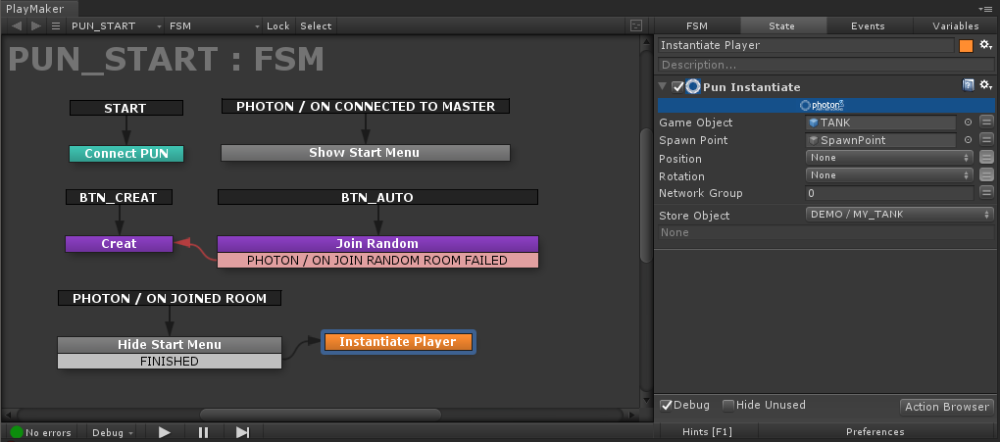 PlayMaker
PUN_START FSM Lock Select
PUN_START : FSM
START
Connect PUN
PHOTON / ON CONNECTED TO MASTER
Show Start Menu
BTN_CREAT
Creat
BTN_AUTO
Join Random
PHOTON / ON JOIN RANDOM ROOM FAILED
PHOTON / ON JOINED ROOM
Hide Start Menu
FINISHED
Instantiate Player
No errors Debug
FSM State Events Variables
Instantiate Player
Description...
Pun Instantiate
photon
Game Object TANK
Spawn Point SpawnPoint
Position None
Rotation None
Network Group 0
Store Object DEMO / MY_TANK
None
Debug Hide Unused Action Browser
Hints [F1] Preferences